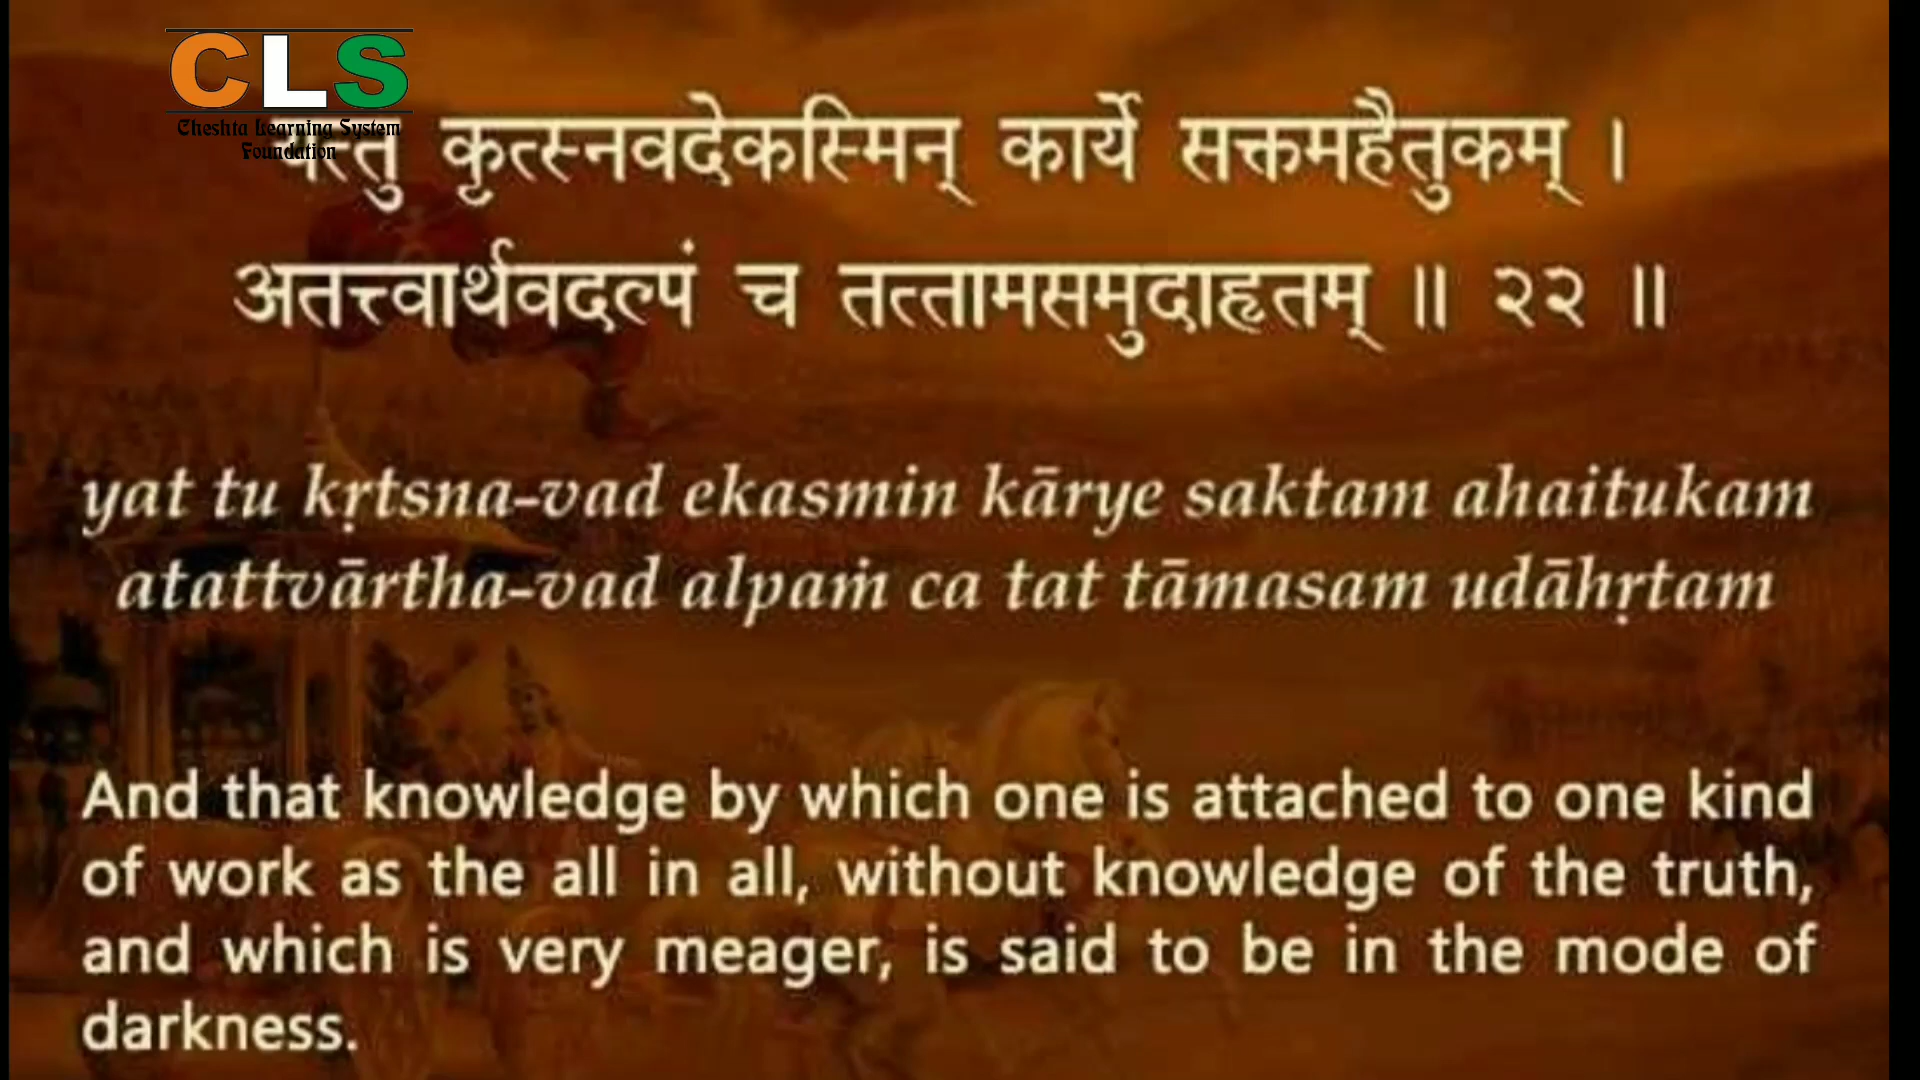 CLS
Cheshta Learning System
Foundation
यत्तु कृत्स्नवदेकस्मिन् कार्ये सक्तमहैतुकम् ।
अतत्त्वार्थवदल्पं च तत्तामसमुदाहृतम् ॥ २२ ॥
yat tu kṛtsna-vad ekasmin kārye saktam ahaitukam
atattvārtha-vad alpaṁ ca tat tāmasam udāhṛtam
And that knowledge by which one is attached to one kind
of work as the all in all, without knowledge of the truth,
and which is very meager, is said to be in the mode of
darkness.